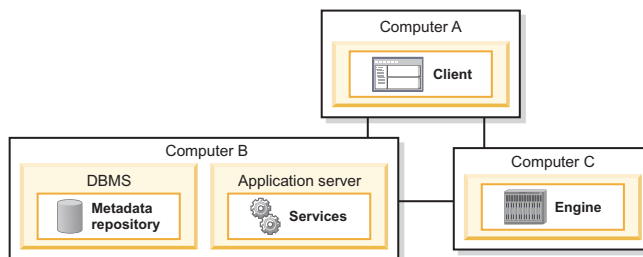 Computer A
Client
Computer B
DBMS
Metadata
repository
Application server
Services
Computer C
Engine